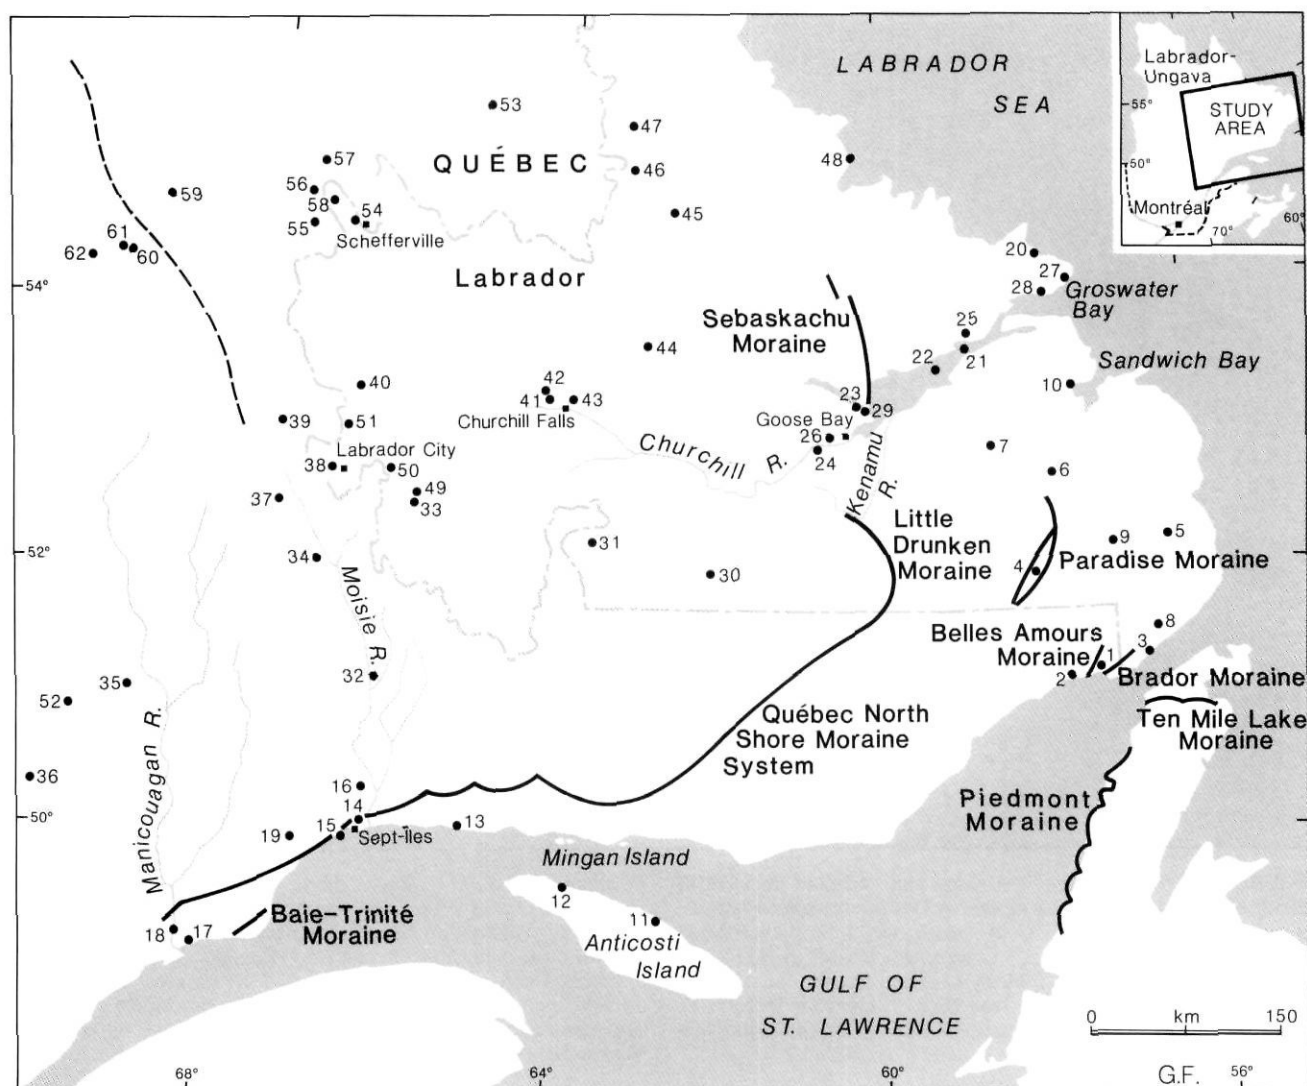 LABRADOR
SEA
Labrador-
Ungava
55°
STUDY
AREA
50°
Montréal
70°
60°
53
47
QUÉBEC
46
48
57
56
59
58
54
45
55
Schefferville
61
62
60
20
27
28
Groswater
Bay
54°
Labrador
Sebaskachu
Moraine
25
44
22
21
Sandwich Bay
40
42
41
43
10
39
51
Churchill Falls
23
29
Goose Bay
26
24
7
38
Labrador City
50
Churchill R.
Kenamu
R.
6
37
49
33
Little
Drunken
Moraine
52°
34
31
30
9
5
4
Paradise Moraine
Moisie R.
Belles Amours
Moraine
8
3
1
2
Brador Moraine
32
35
52
Ten Mile Lake
Moraine
Québec North
Shore Moraine
System
Manicouagan R.
36
16
Piedmont
Moraine
50°
14
15
19
Sept-Îles
13
Mingan Island
12
11
Baie-Trinité
Moraine
18
17
Anticosti
Island
GULF OF
ST. LAWRENCE
0 km 150
68°
64°
60°
G.F.
56°